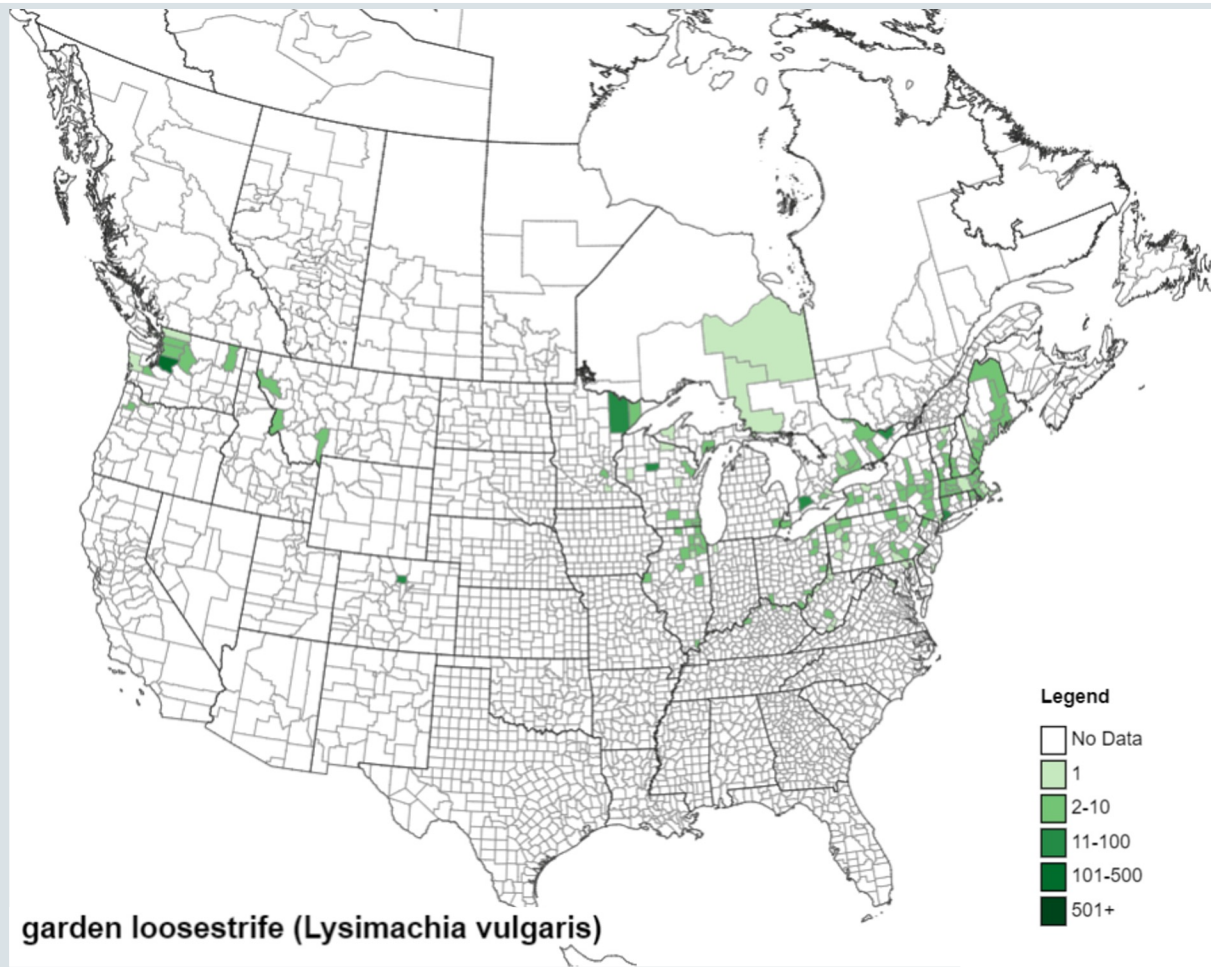 Legend
No Data
1
2-10
11-100
101-500
501+
garden loosestrife (Lysimachia vulgaris)